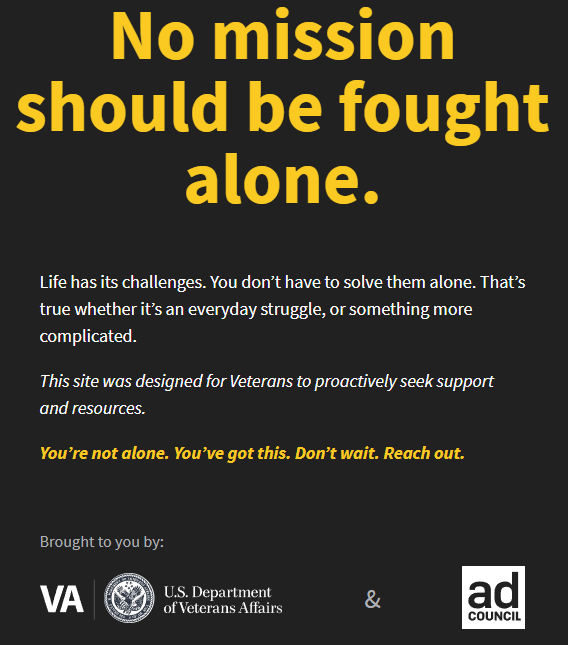 No mission
should be fought
alone.
Life has its challenges. You don’t have to solve them alone. That’s
true whether it’s an everyday struggle, or something more
complicated.
This site was designed for Veterans to proactively seek support
and resources.
You’re not alone. You’ve got this. Don’t wait. Reach out.
Brought to you by:
VA
U.S. Department
of Veterans Affairs
&
ad
COUNCIL